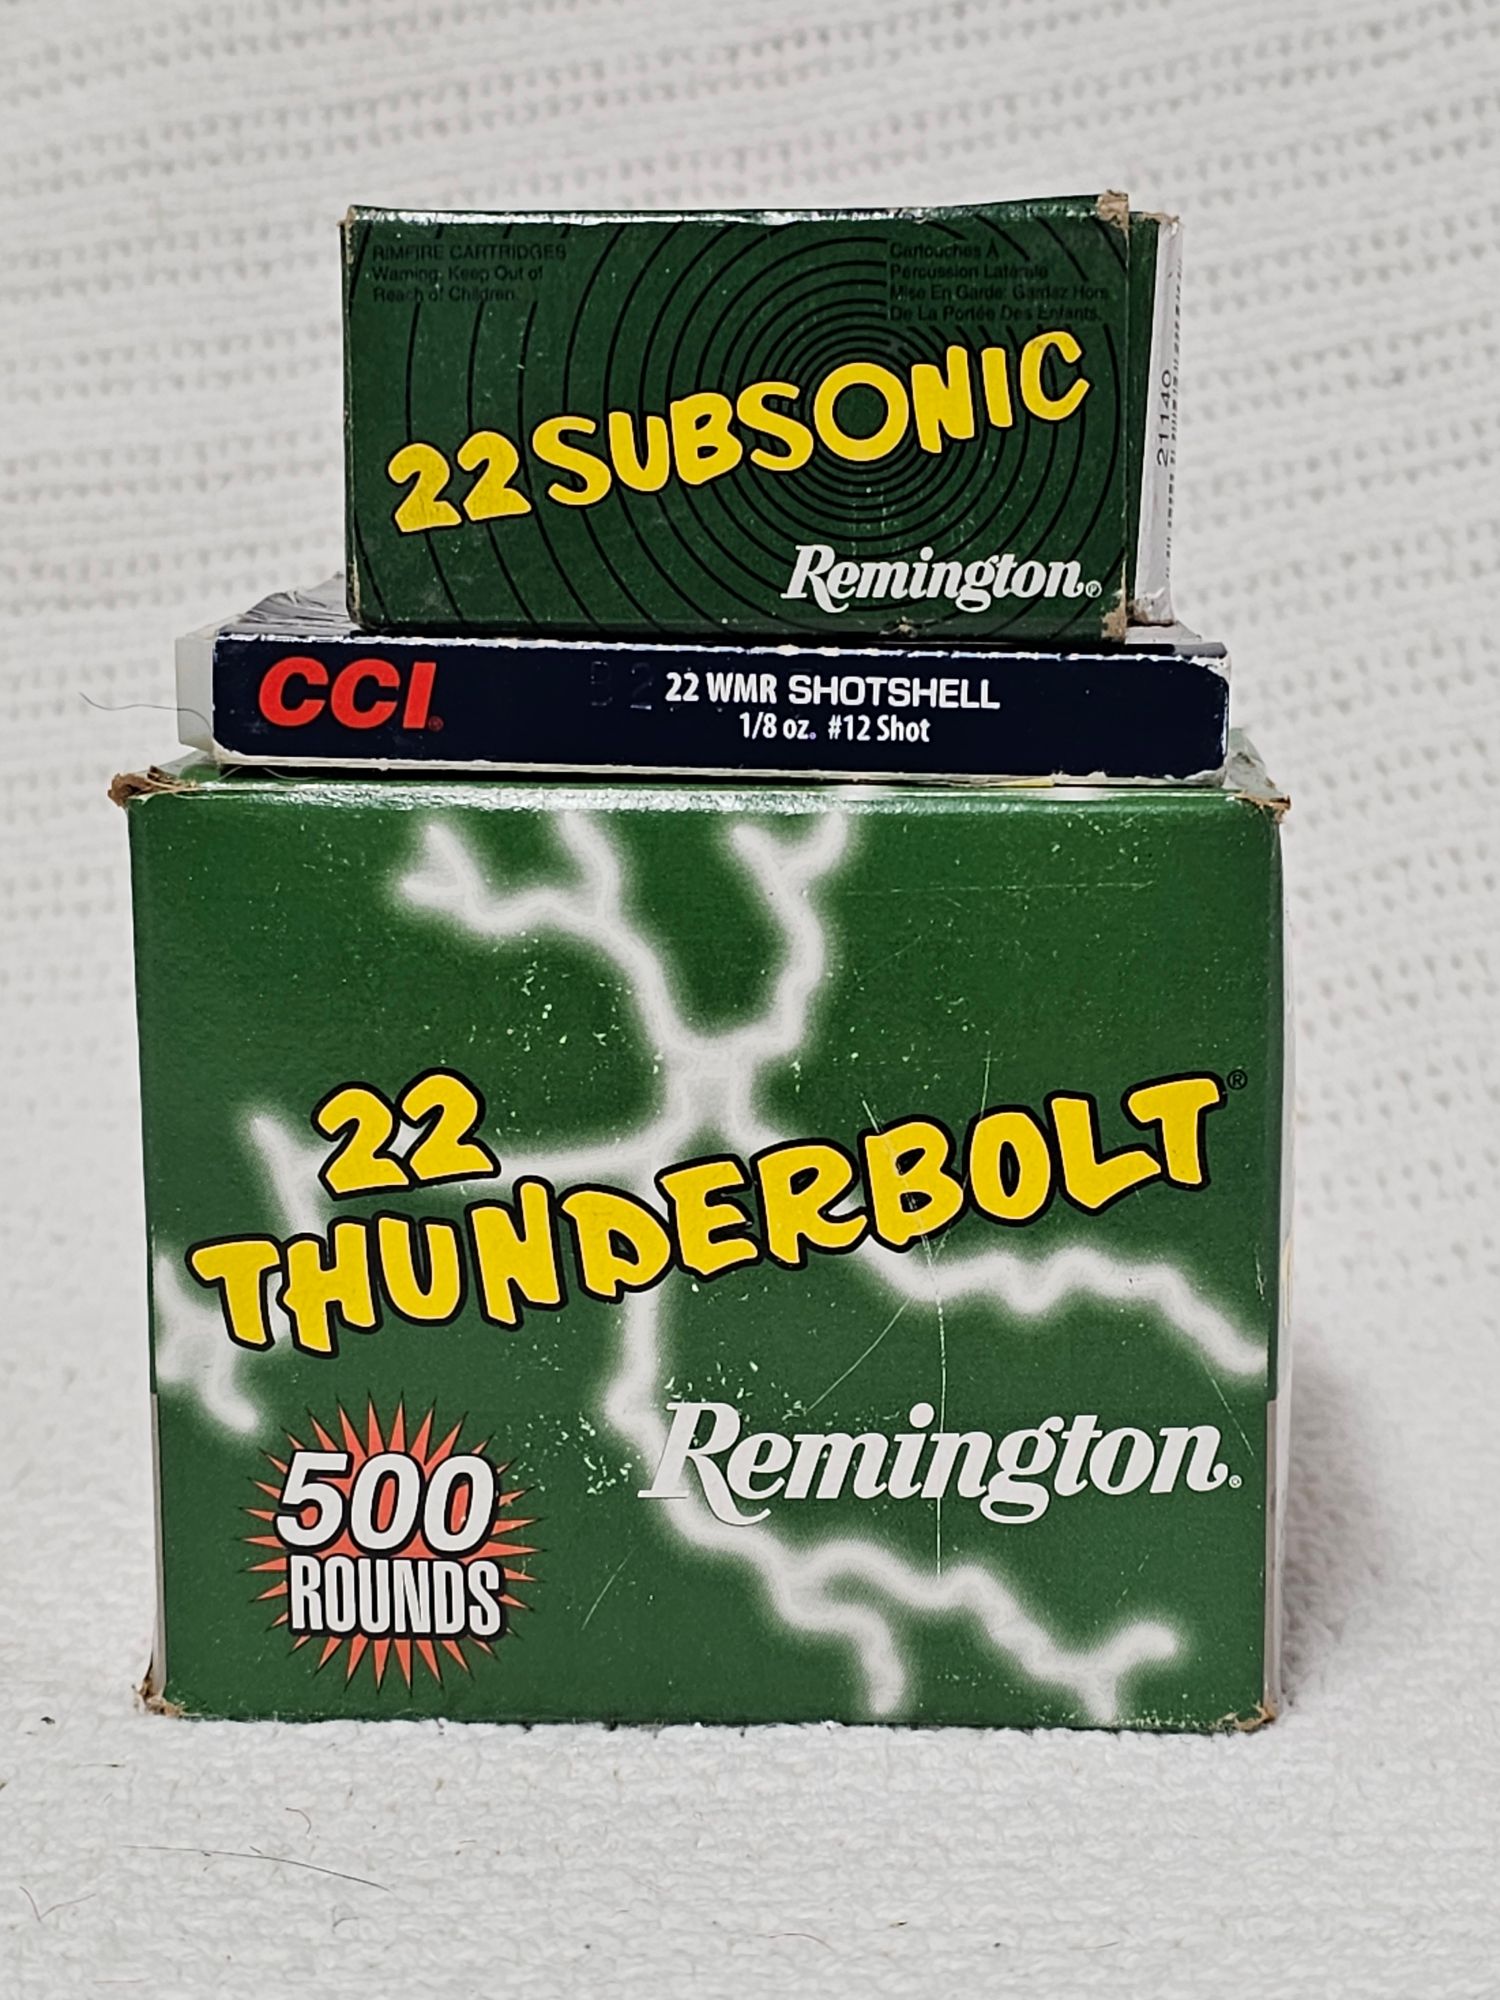 RIMFIRE CARTRIDGES
Warning: Keep Out of
Reach of Children.
Cartouches À
Percussion Latérale
Mise En Garde: Gardez Hors
De La Portée Des Enfants.
22 SUBSONIC
Remington®
21140
CCI®
22 WMR SHOTSHELL
1/8 oz. #12 Shot
22
THUNDERBOLT®
Remington®
500
ROUNDS